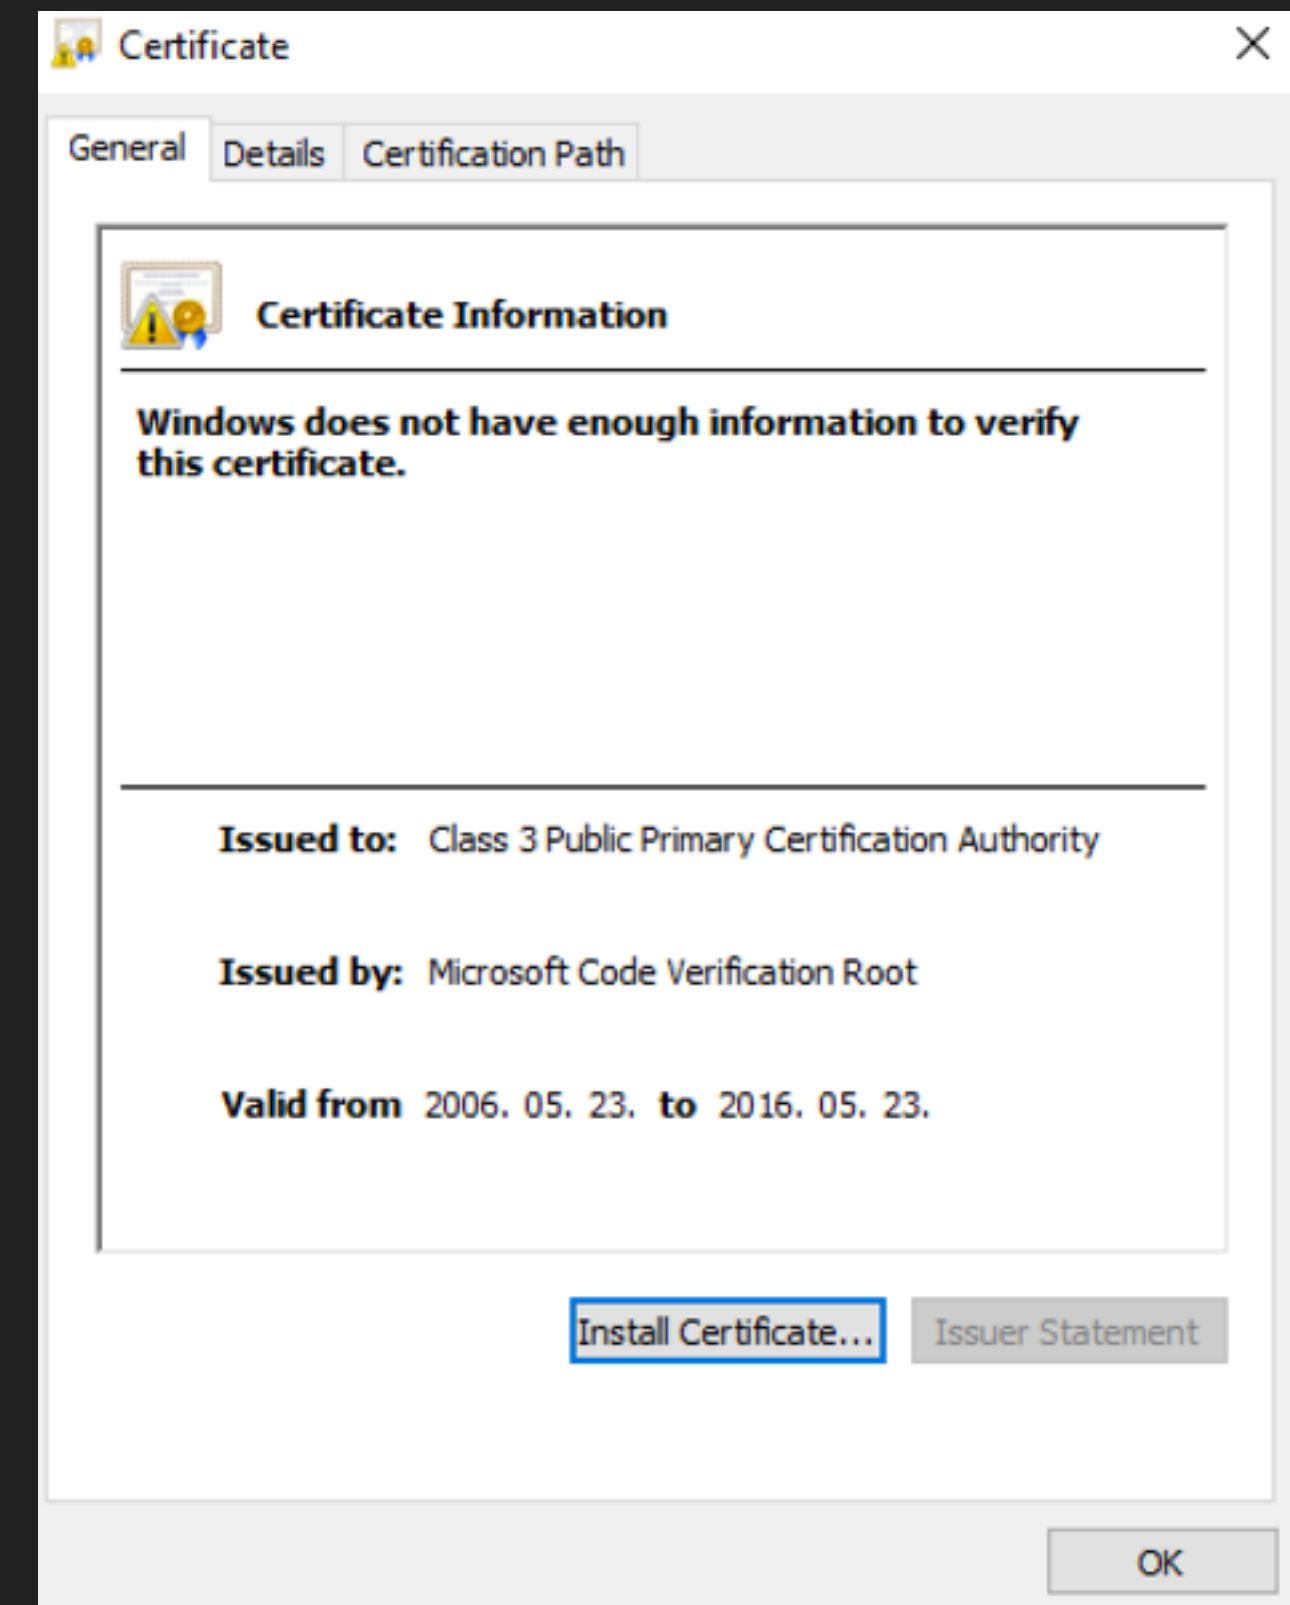 Certificate
General Details Certification Path
Certificate Information
Windows does not have enough information to verify
this certificate.
Issued to: Class 3 Public Primary Certification Authority
Issued by: Microsoft Code Verification Root
Valid from 2006. 05. 23. to 2016. 05. 23.
Install Certificate... Issuer Statement
OK